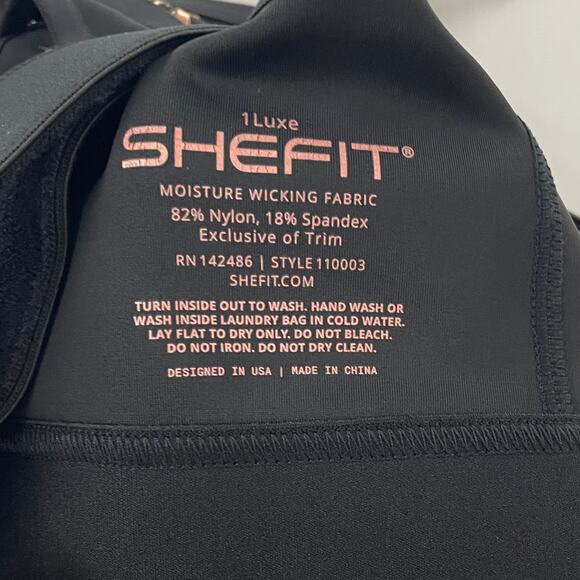 1Luxe
SHEFIT®
MOISTURE WICKING FABRIC
82% Nylon, 18% Spandex
Exclusive of Trim
RN 142486 | STYLE 110003
SHEFIT.COM
TURN INSIDE OUT TO WASH. HAND WASH OR
WASH INSIDE LAUNDRY BAG IN COLD WATER.
LAY FLAT TO DRY ONLY. DO NOT BLEACH.
DO NOT IRON. DO NOT DRY CLEAN.
DESIGNED IN USA | MADE IN CHINA